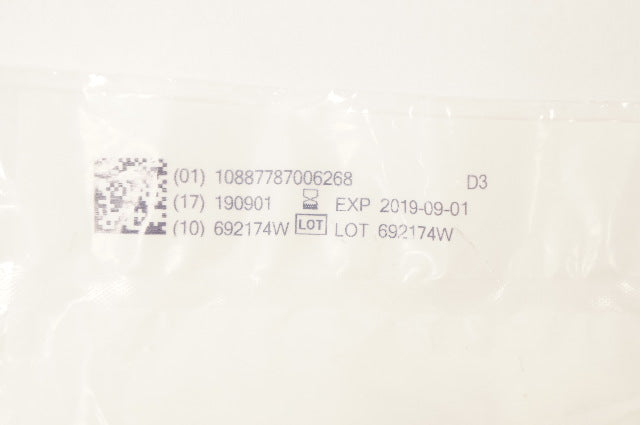 (01) 10887787006268 D3
(17) 190901 EXP 2019-09-01
(10) 692174W LOT LOT 692174W